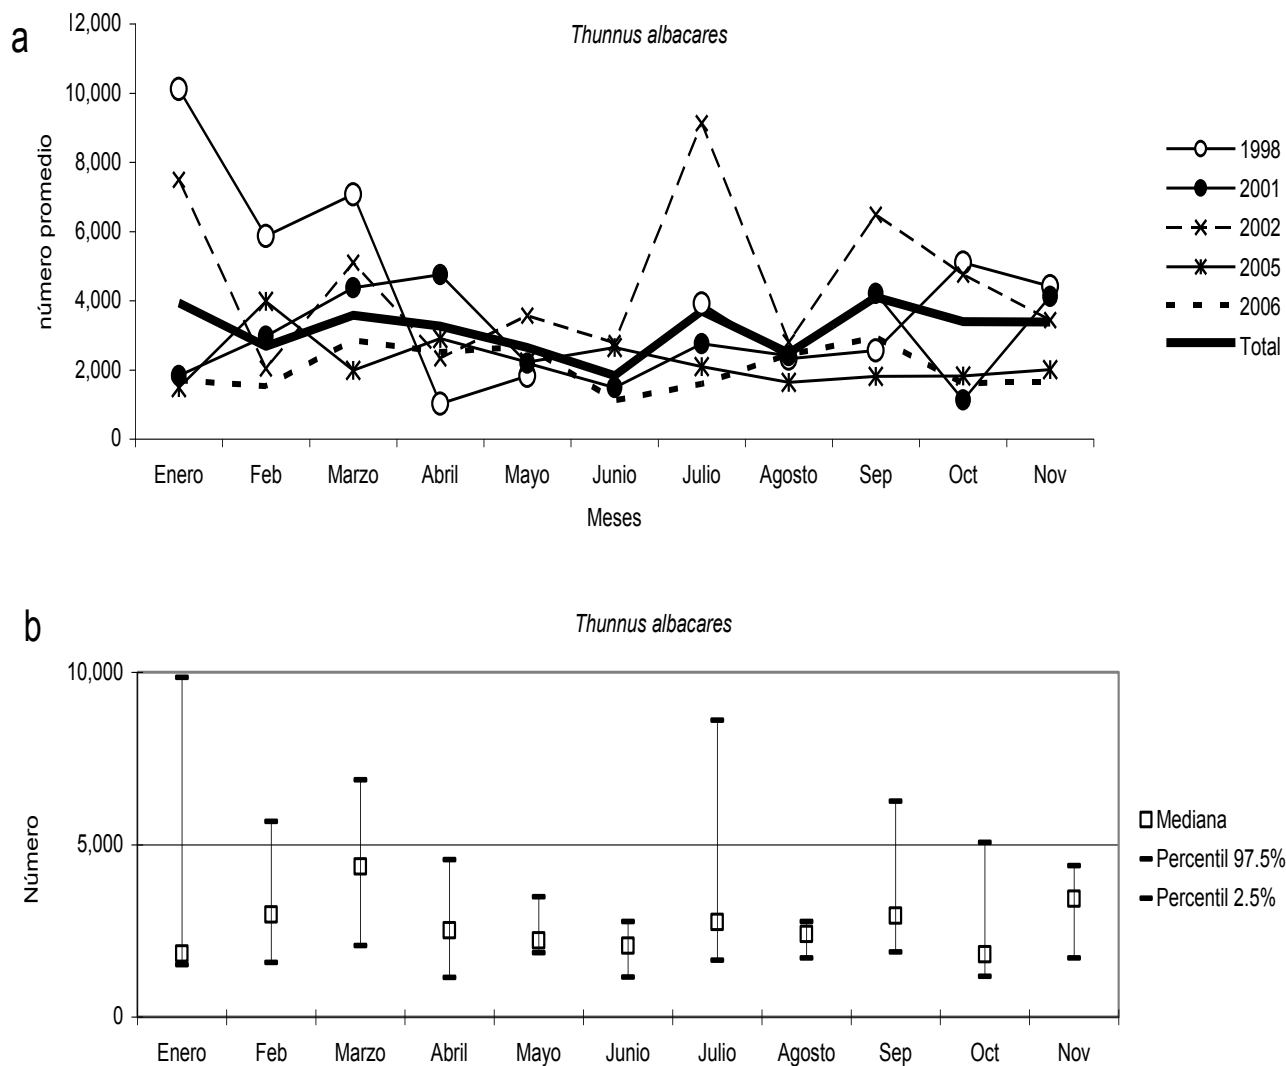 a
Thunnus albacares
número promedio
12,000
10,000
8,000
6,000
4,000
2,000
0
Enero Feb Marzo Abril Mayo Junio Julio Agosto Sep Oct Nov
Meses
1998
2001
2002
2005
2006
Total
b
Thunnus albacares
Número
10,000
5,000
0
Enero Feb Marzo Abril Mayo Junio Julio Agosto Sep Oct Nov
Mediana
Percentil 97.5%
Percentil 2.5%